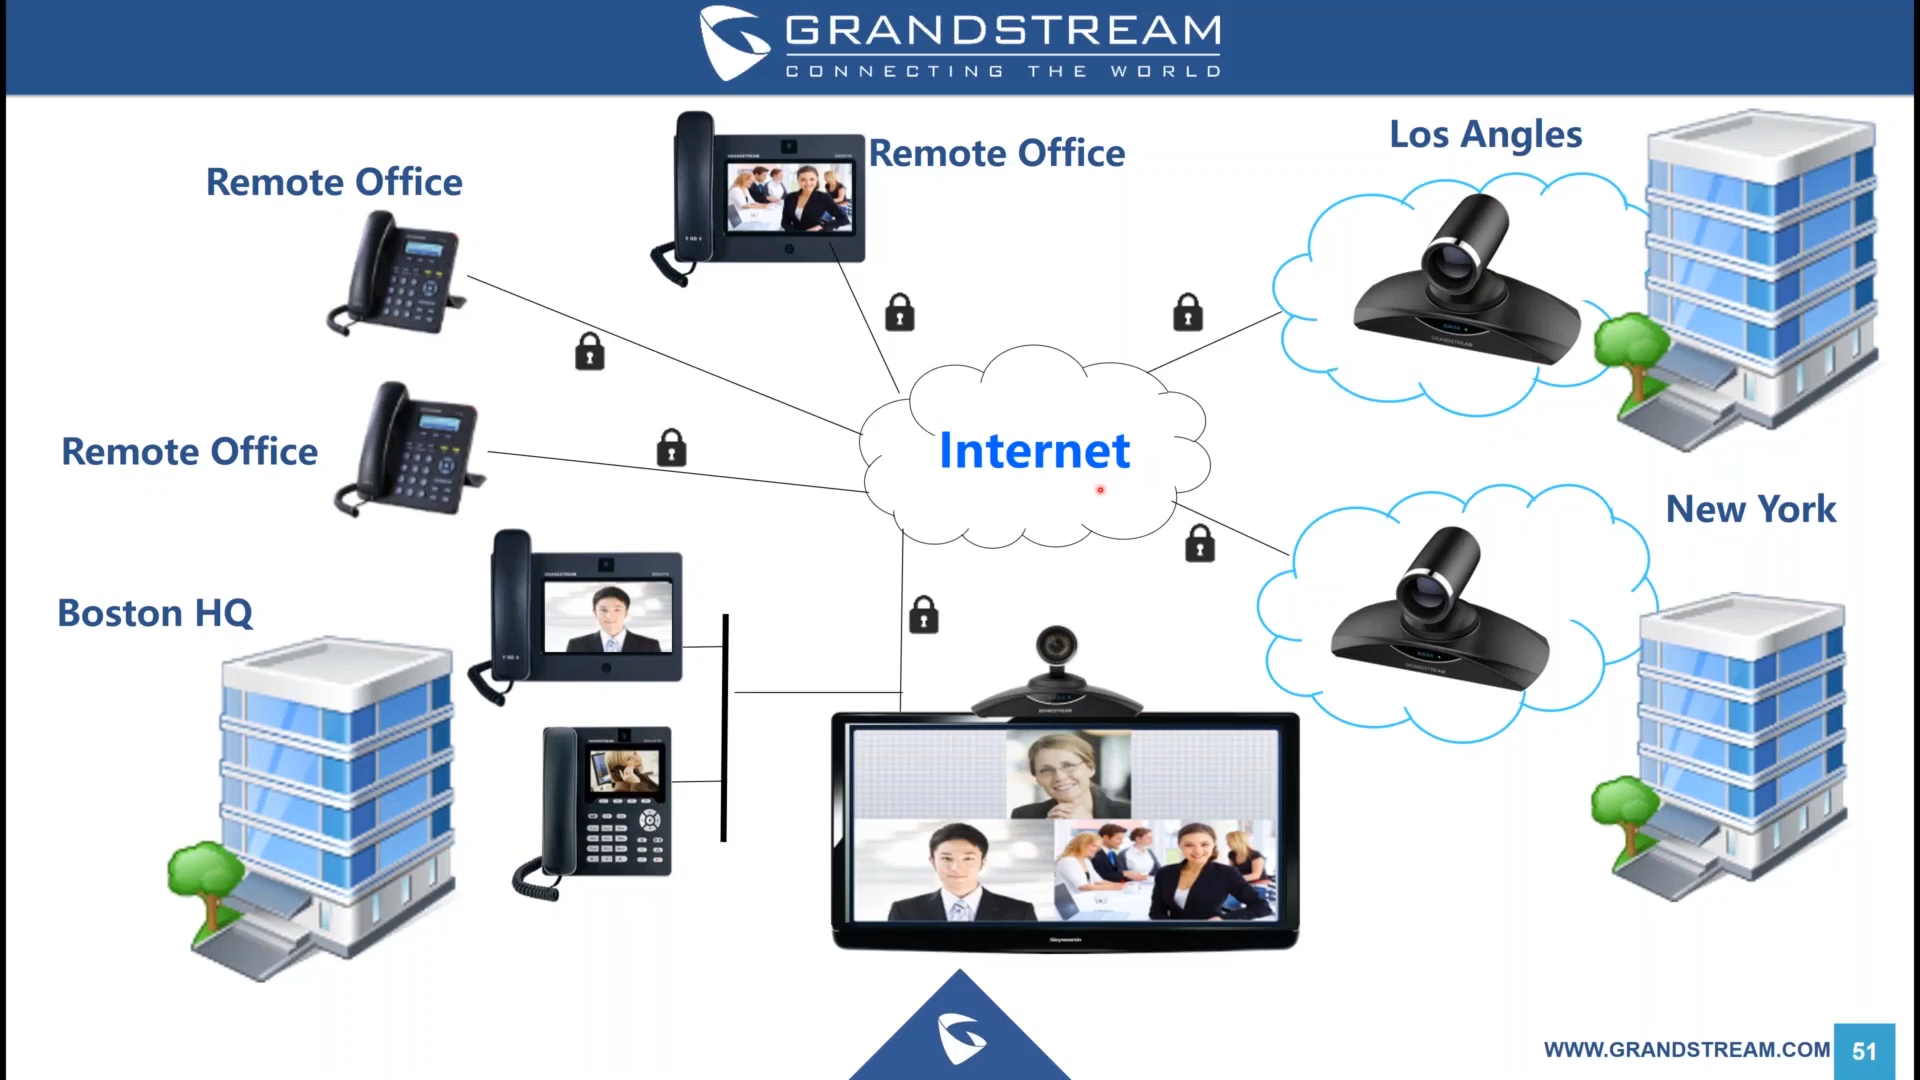 GRANDSTREAM
CONNECTING THE WORLD
Remote Office
Remote Office
Los Angles
Remote Office
Internet
New York
Boston HQ
WWW.GRANDSTREAM.COM
51